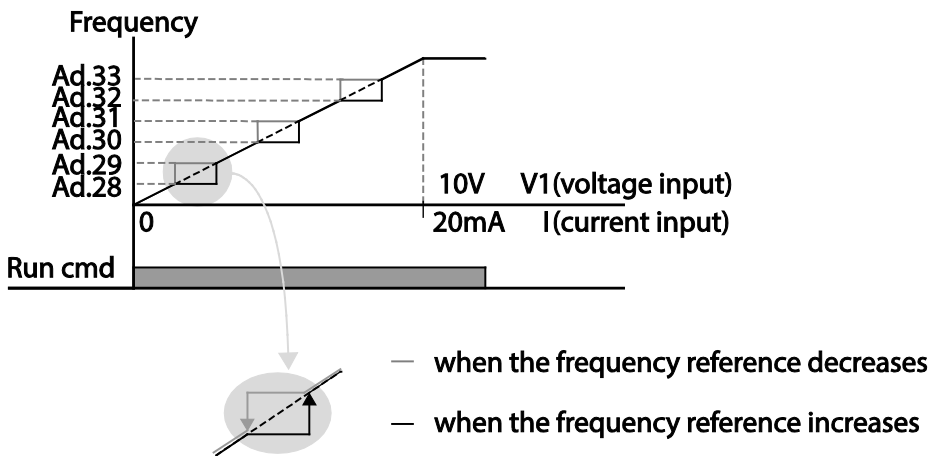 Frequency
Ad.33
Ad.32
Ad.31
Ad.30
Ad.29
Ad.28
10V V1(voltage input)
0 20mA I(current input)
Run cmd
when the frequency reference decreases
when the frequency reference increases